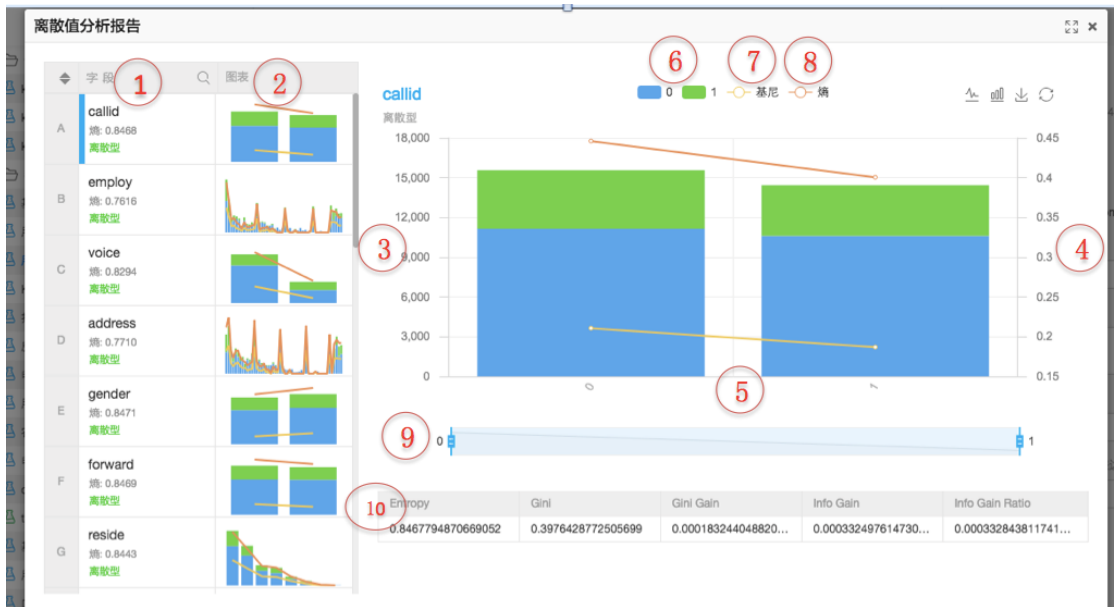 离散值分析报告
字段
图表
1
2
6
7
8
A
callid
熵: 0.8468
离散型
B
employ
熵: 0.7616
离散型
C
voice
熵: 0.8294
离散型
D
address
熵: 0.7710
离散型
E
gender
熵: 0.8471
离散型
F
forward
熵: 0.8469
离散型
G
reside
熵: 0.8443
离散型
callid
离散型
0 1 基尼 熵
18,000
15,000
12,000
9,000
6,000
3,000
0
0.45
0.4
0.35
0.3
0.25
0.2
0.15
3
4
0 1
5
9
0 1
10
Entropy Gini Gini Gain Info Gain Info Gain Ratio
0.8467794870669052 0.3976428772505699 0.000183244048820... 0.000332497614730... 0.000332843811741...